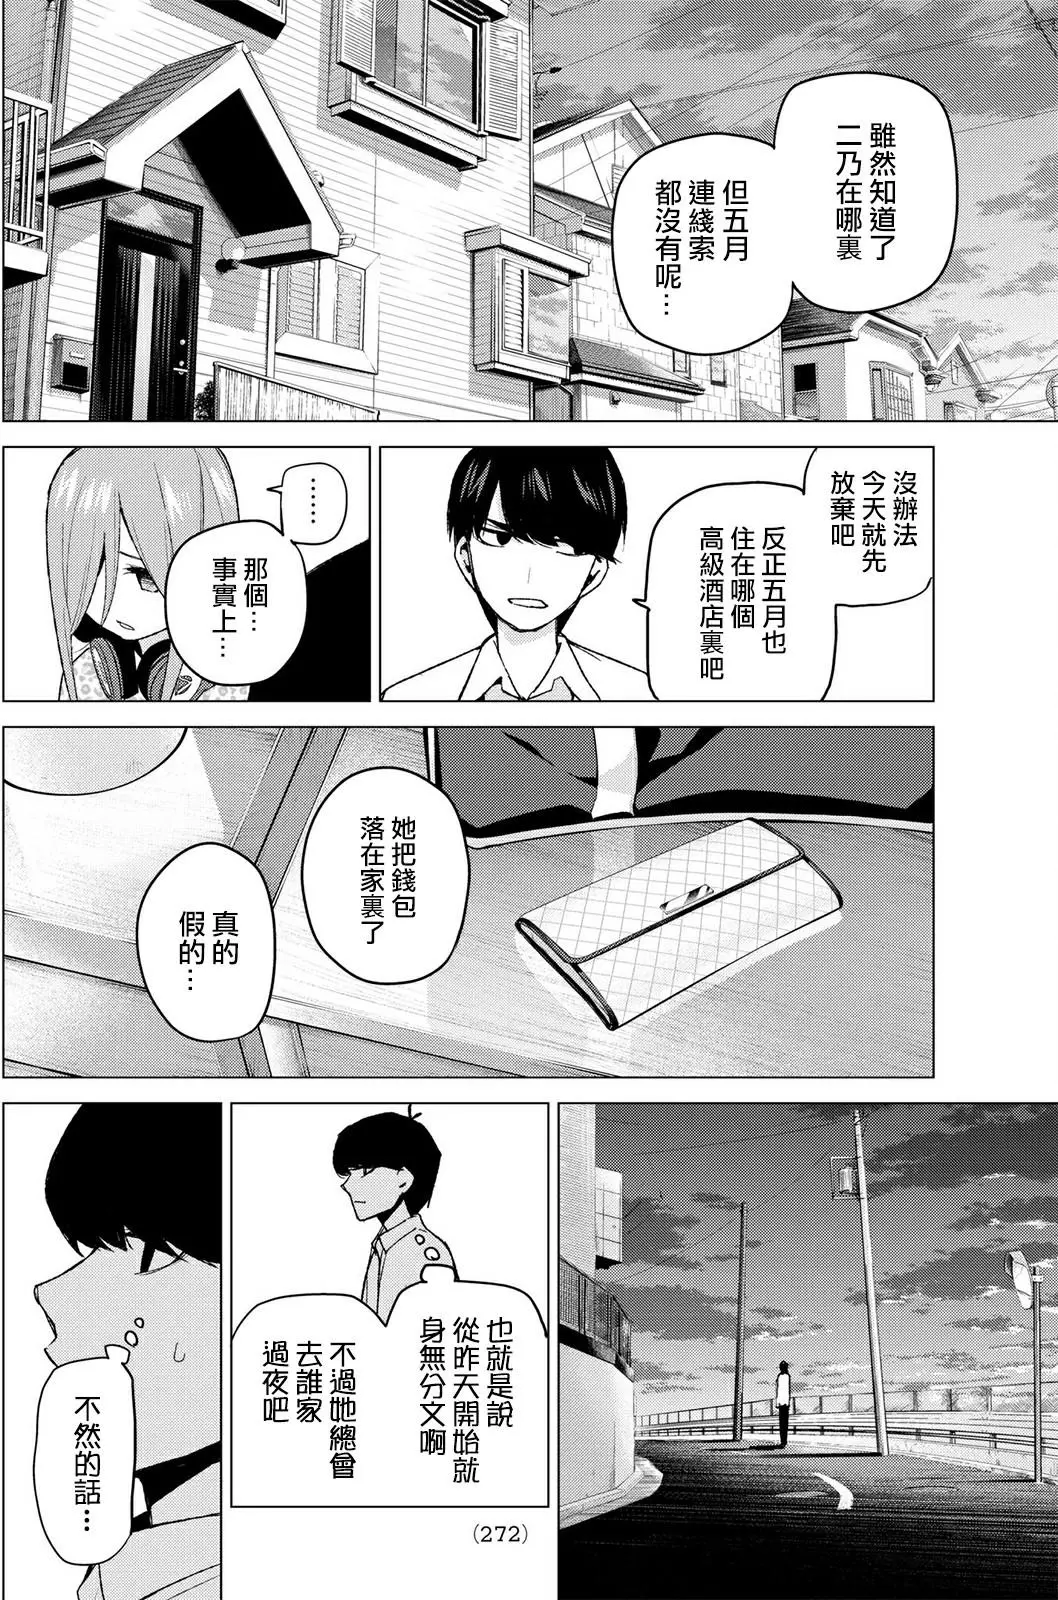 雖然知道了
二乃在哪裏
但五月
連綫索
都沒有呢…
沒辦法
今天就先
放棄吧
反正五月也
住在哪個
高級酒店裏吧
……
那個…
事實上…
她把錢包
落在家裏了
真的
假的…
也就是說
從昨天開始就
身無分文啊
不過她總會
去誰家
過夜吧
不然的話…
(272)